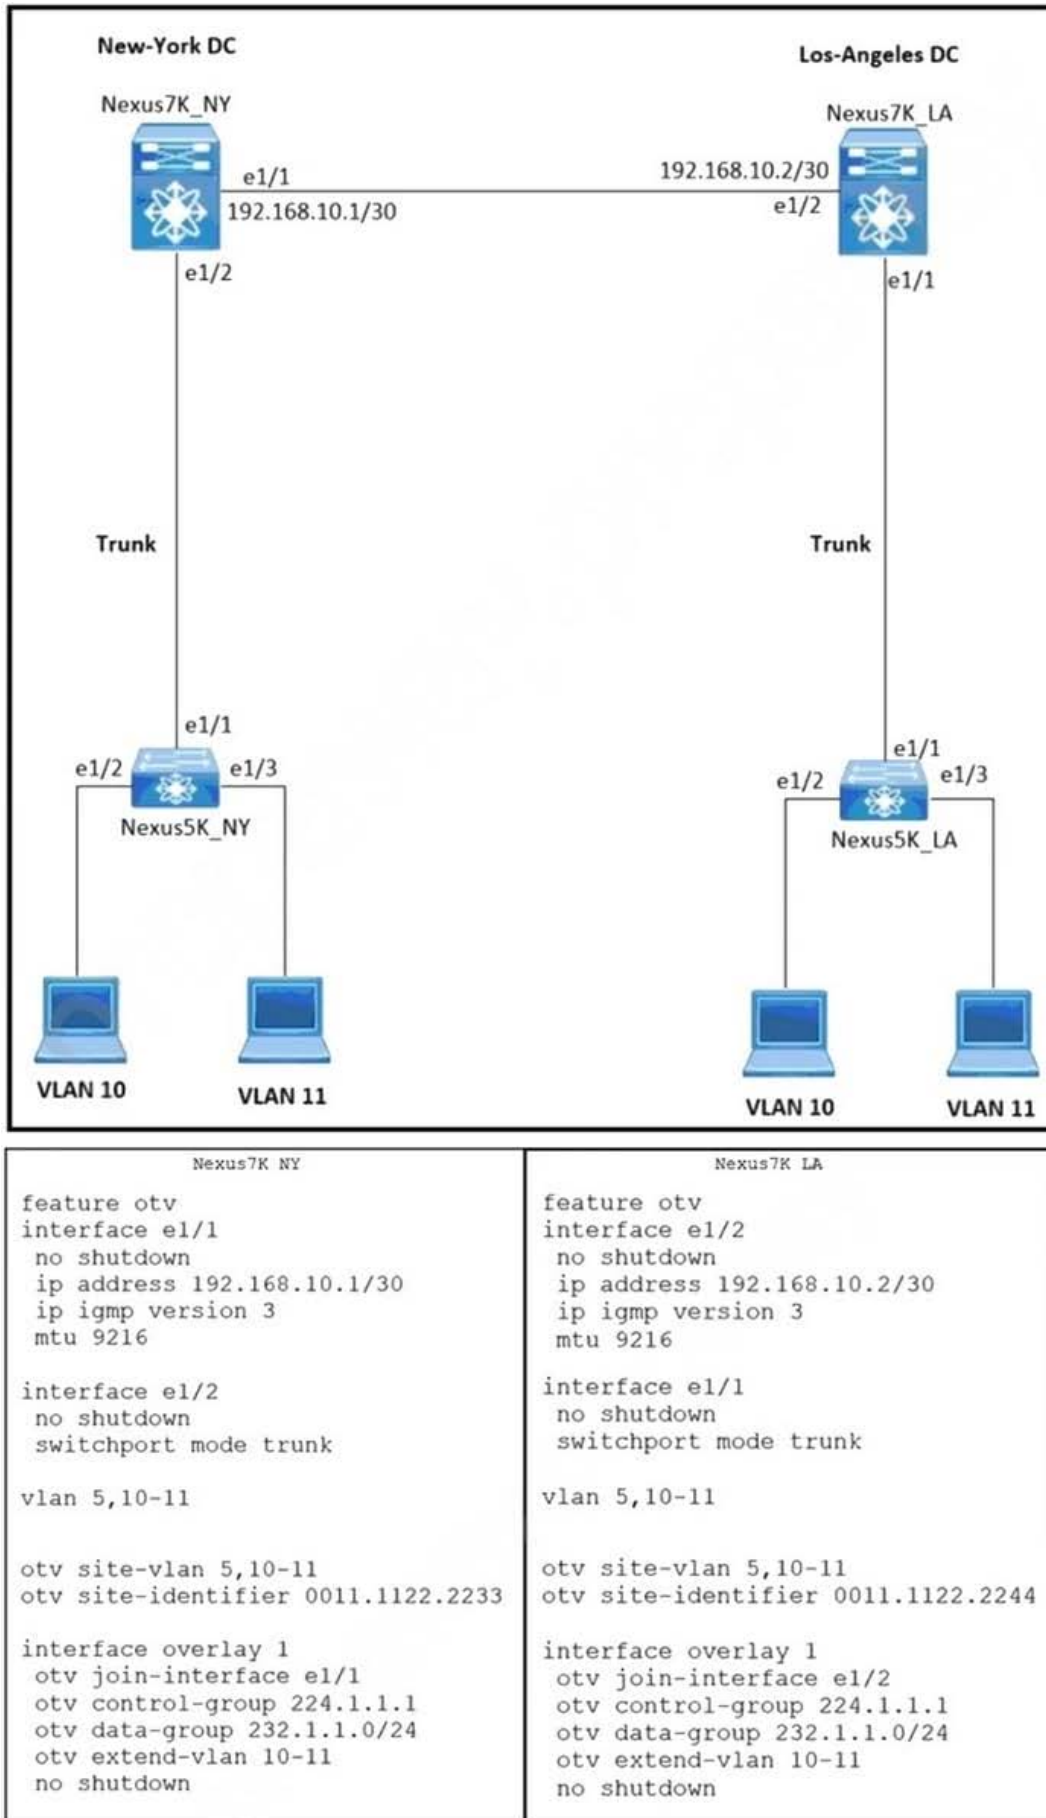 New-York DC
Los-Angeles DC
Nexus7K_NY
Nexus7K_LA
e1/1
192.168.10.2/30
192.168.10.1/30
e1/2
e1/2
e1/1
Trunk
Trunk
e1/1
e1/1
e1/2
e1/3
e1/2
e1/3
Nexus5K_NY
Nexus5K_LA
VLAN 10
VLAN 11
VLAN 10
VLAN 11
Nexus7K NY
feature otv
interface e1/1
no shutdown
ip address 192.168.10.1/30
ip igmp version 3
mtu 9216
interface e1/2
no shutdown
switchport mode trunk
vlan 5,10-11
otv site-vlan 5,10-11
otv site-identifier 0011.1122.2233
interface overlay 1
otv join-interface e1/1
otv control-group 224.1.1.1
otv data-group 232.1.1.0/24
otv extend-vlan 10-11
no shutdown
Nexus7K LA
feature otv
interface e1/2
no shutdown
ip address 192.168.10.2/30
ip igmp version 3
mtu 9216
interface e1/1
no shutdown
switchport mode trunk
vlan 5,10-11
otv site-vlan 5,10-11
otv site-identifier 0011.1122.2244
interface overlay 1
otv join-interface e1/2
otv control-group 224.1.1.1
otv data-group 232.1.1.0/24
otv extend-vlan 10-11
no shutdown